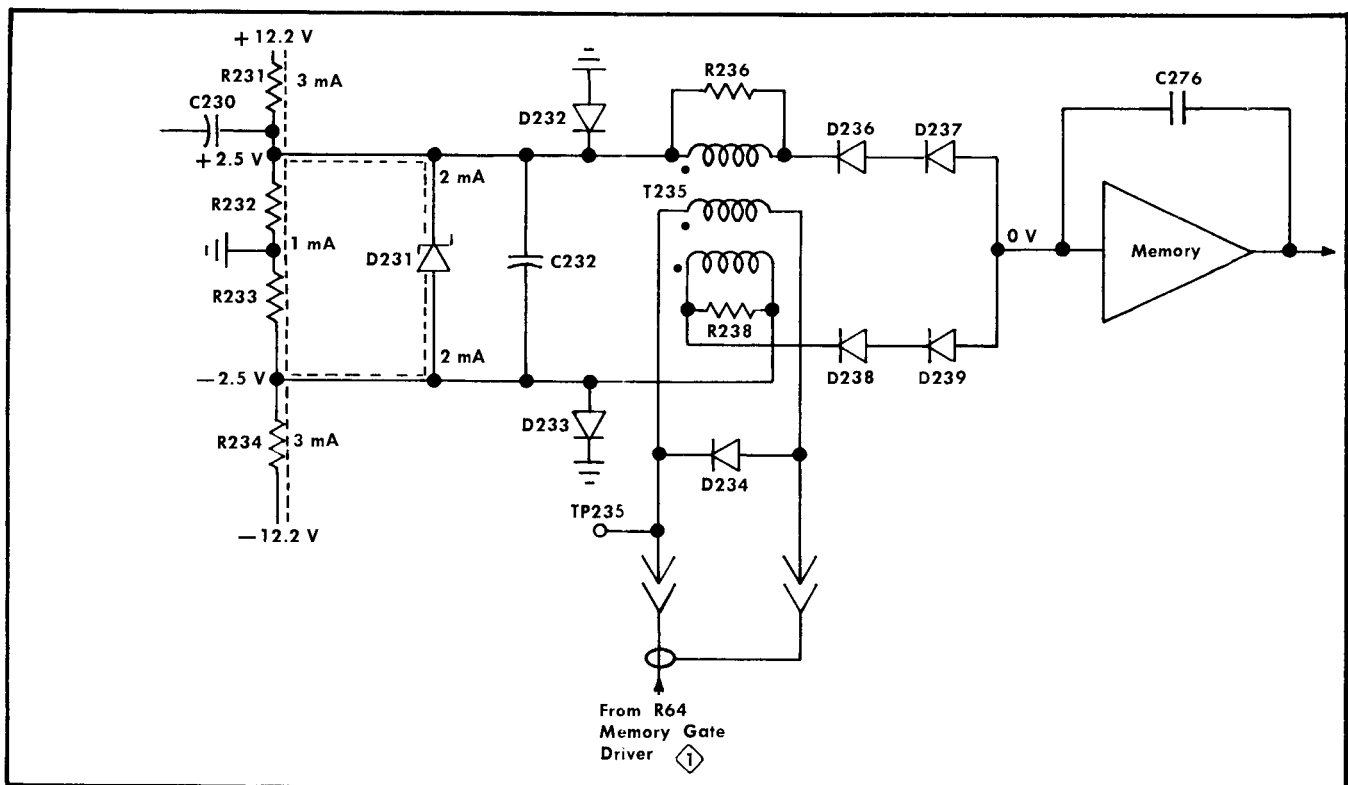 + 12.2 V
R231
3 mA
C230
+ 2.5 V
R232
1 mA
R233
− 2.5 V
R234
3 mA
− 12.2 V
2 mA
D231
2 mA
C232
D232
D233
R236
T235
R238
D236
D237
D238
D239
0 V
C276
Memory
D234
TP235
From R64
Memory Gate
Driver 1